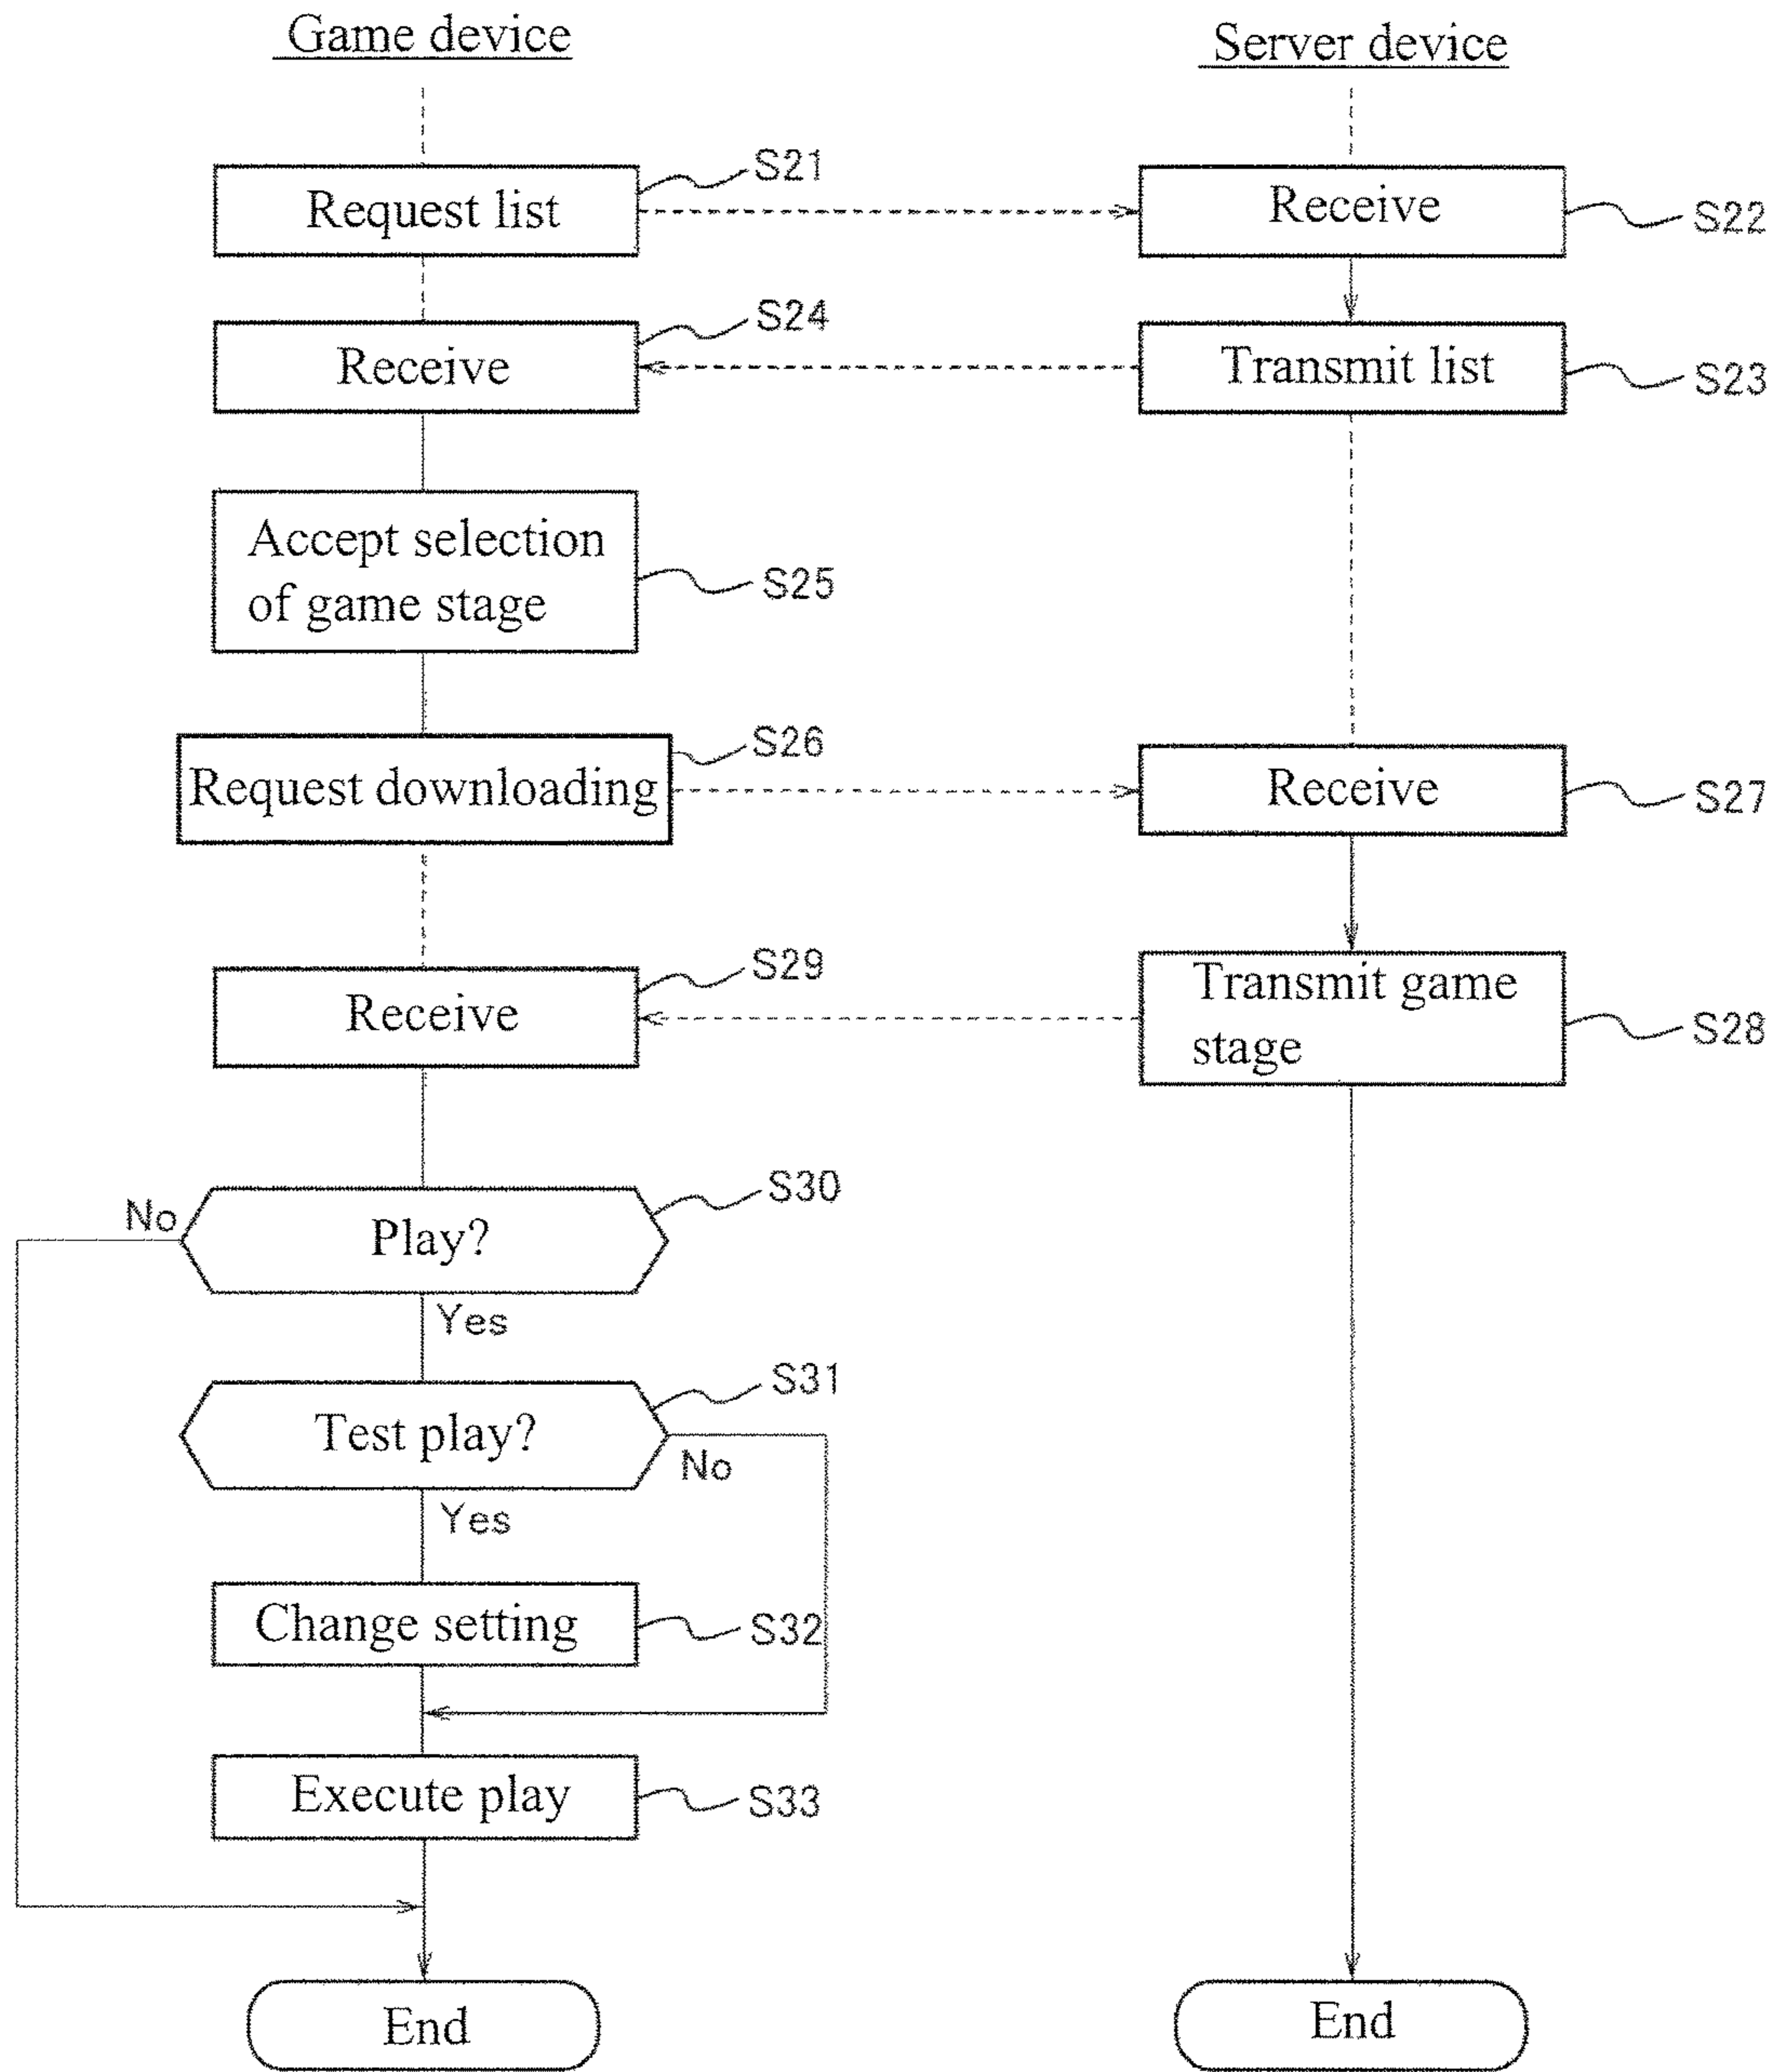 Game device
Server device
S21
Request list
Receive
S22
S24
Receive
Transmit list
S23
Accept selection
of game stage
S25
S26
Request downloading
Receive
S27
S29
Receive
Transmit game
stage
S28
S30
No
Play?
Yes
S31
Test play?
No
Yes
Change setting
S32
Execute play
S33
End
End